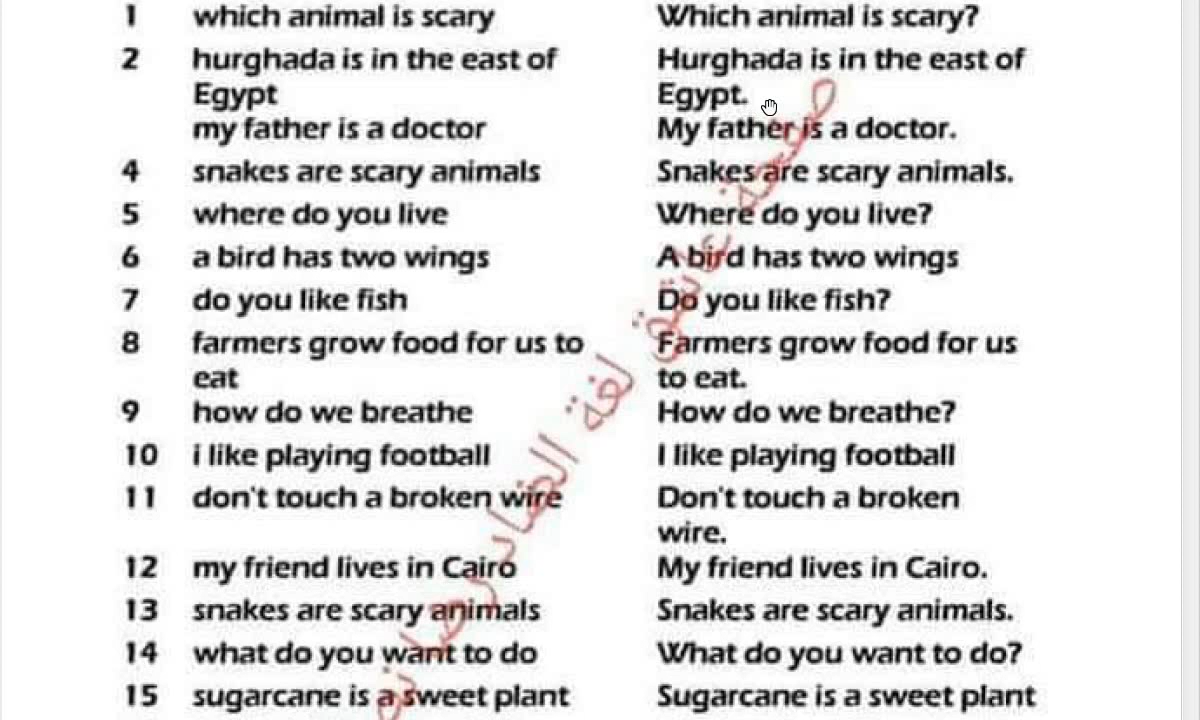 1 which animal is scary Which animal is scary?
2 hurghada is in the east of Hurghada is in the east of
Egypt Egypt.
my father is a doctor My father is a doctor.
4 snakes are scary animals Snakes are scary animals.
5 where do you live Where do you live?
6 a bird has two wings A bird has two wings
7 do you like fish Do you like fish?
8 farmers grow food for us to Farmers grow food for us
eat to eat.
9 how do we breathe How do we breathe?
10 i like playing football I like playing football
11 don't touch a broken wire Don't touch a broken
wire.
12 my friend lives in Cairo My friend lives in Cairo.
13 snakes are scary animals Snakes are scary animals.
14 what do you want to do What do you want to do?
15 sugarcane is a sweet plant Sugarcane is a sweet plant
صفحة عاشق لغة الضاد